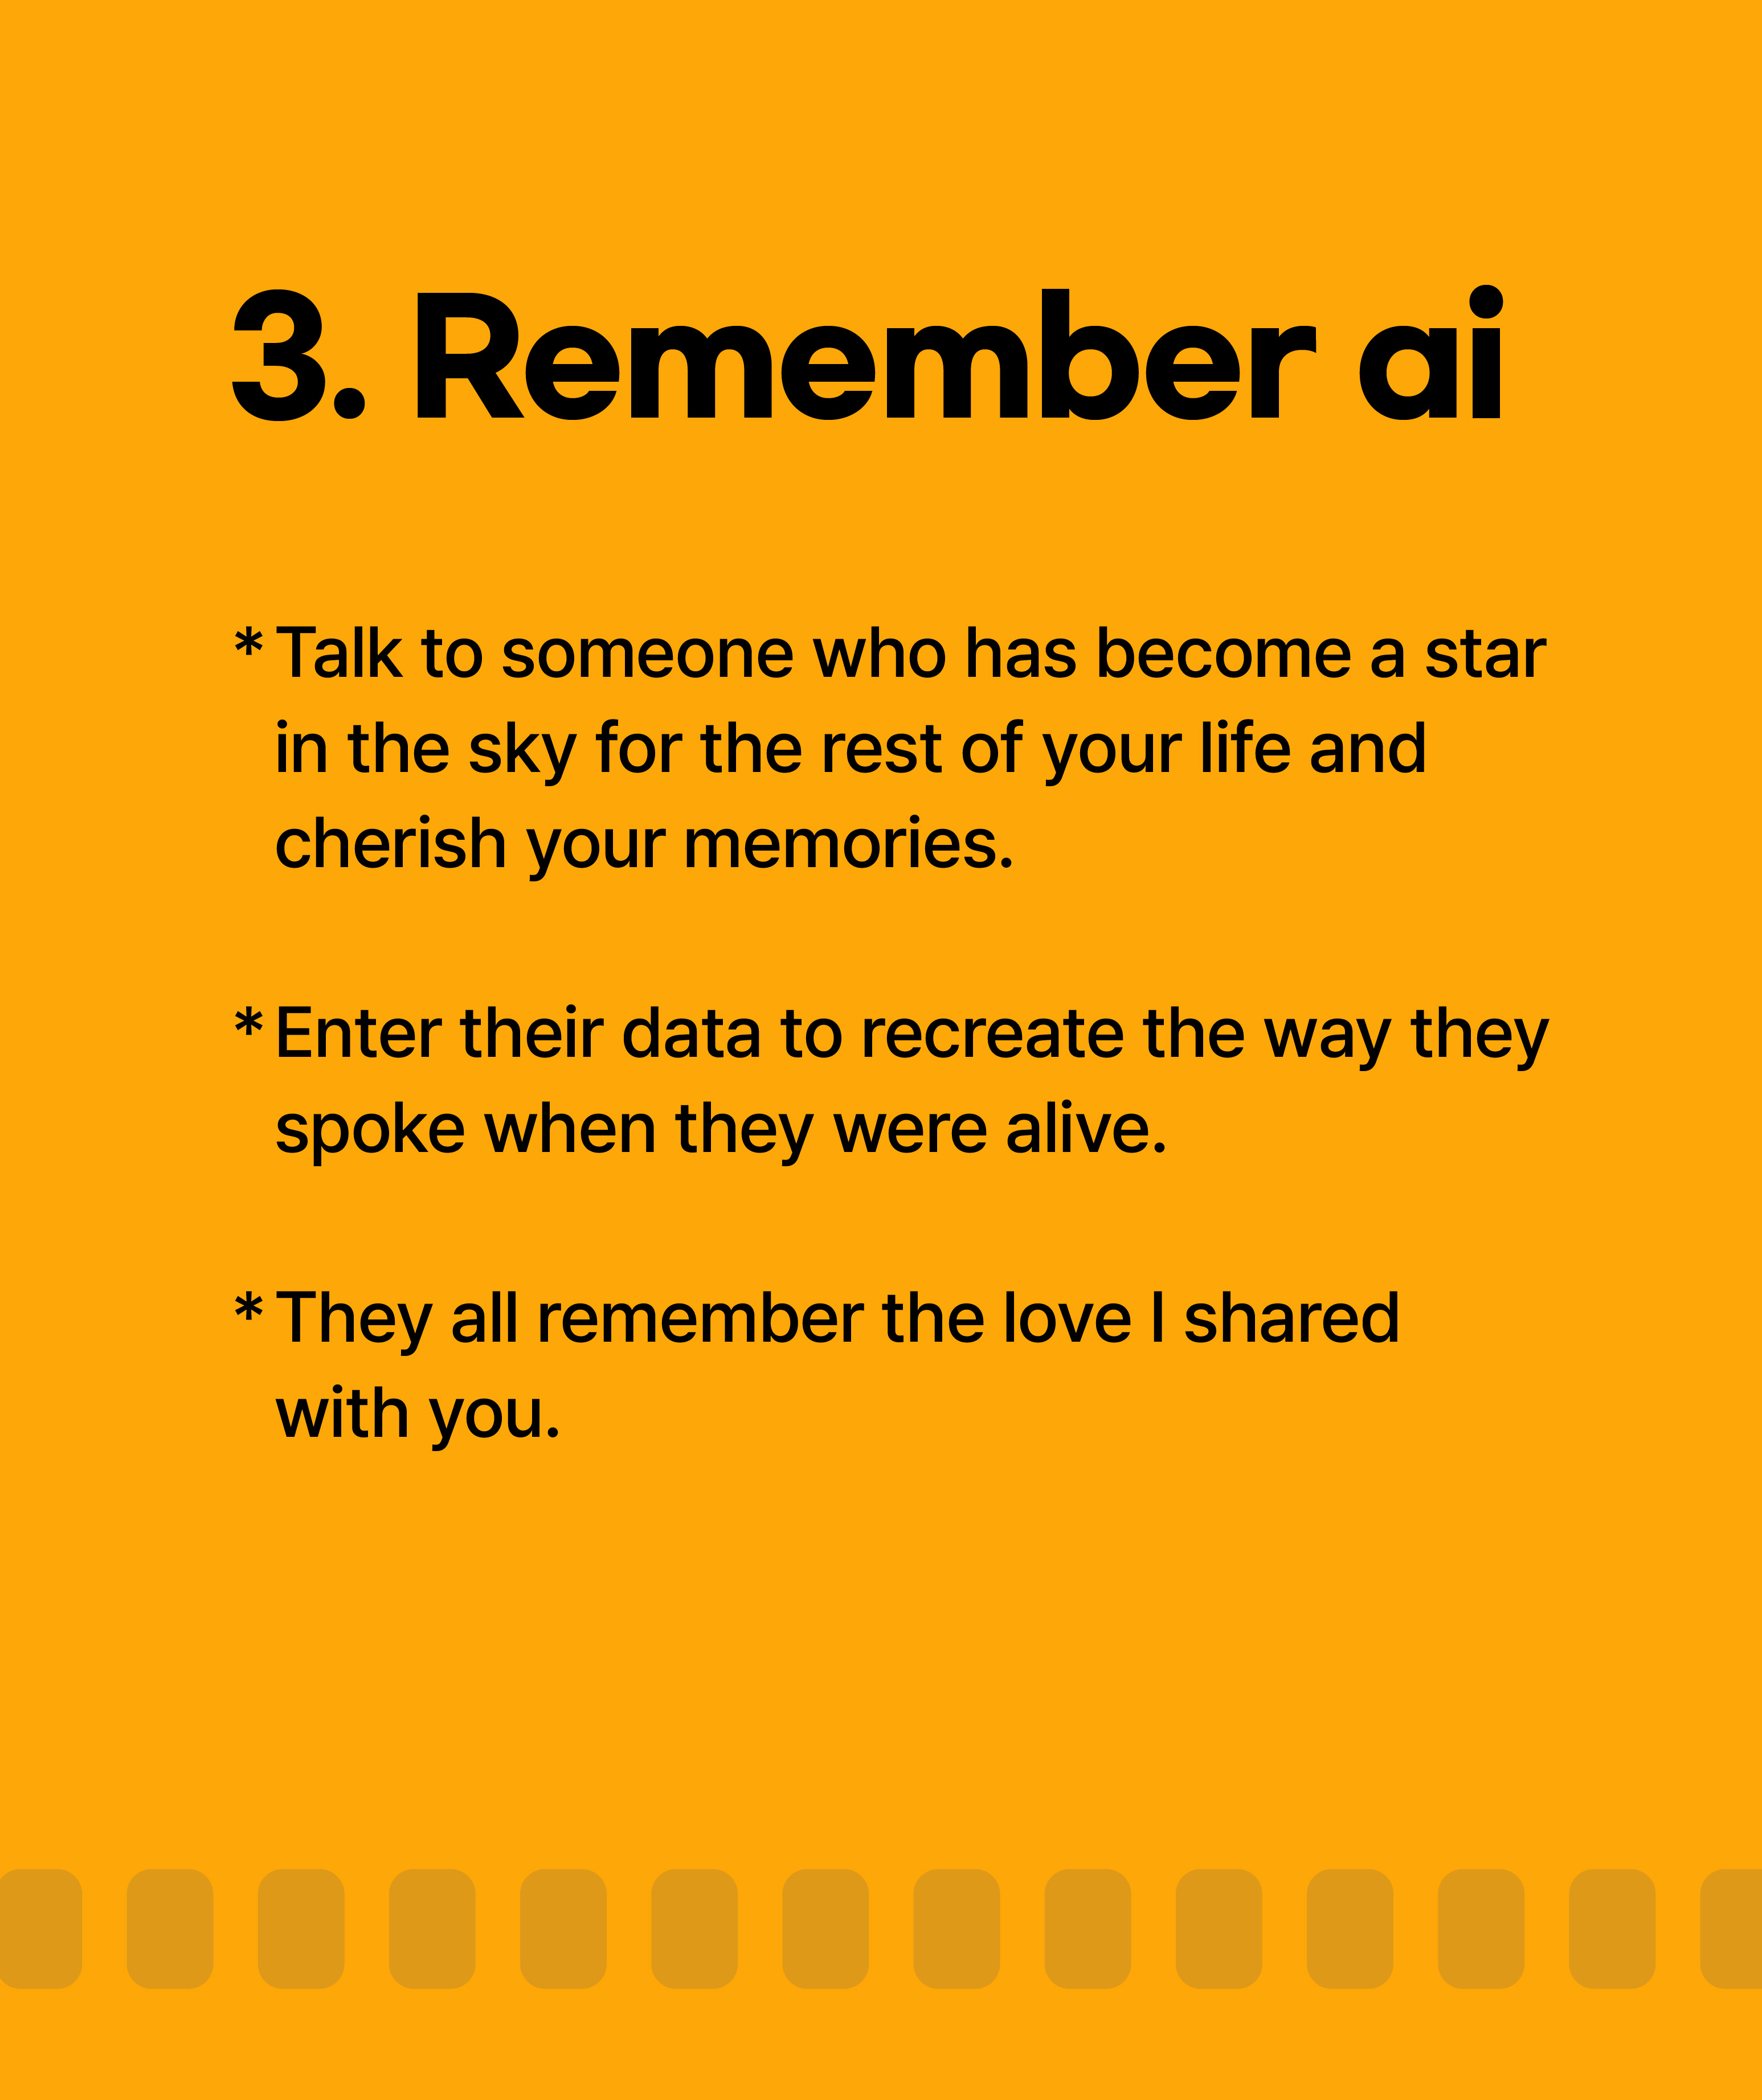 3. Remember ai
* Talk to someone who has become a star
in the sky for the rest of your life and
cherish your memories.
* Enter their data to recreate the way they
spoke when they were alive.
* They all remember the love I shared
with you.